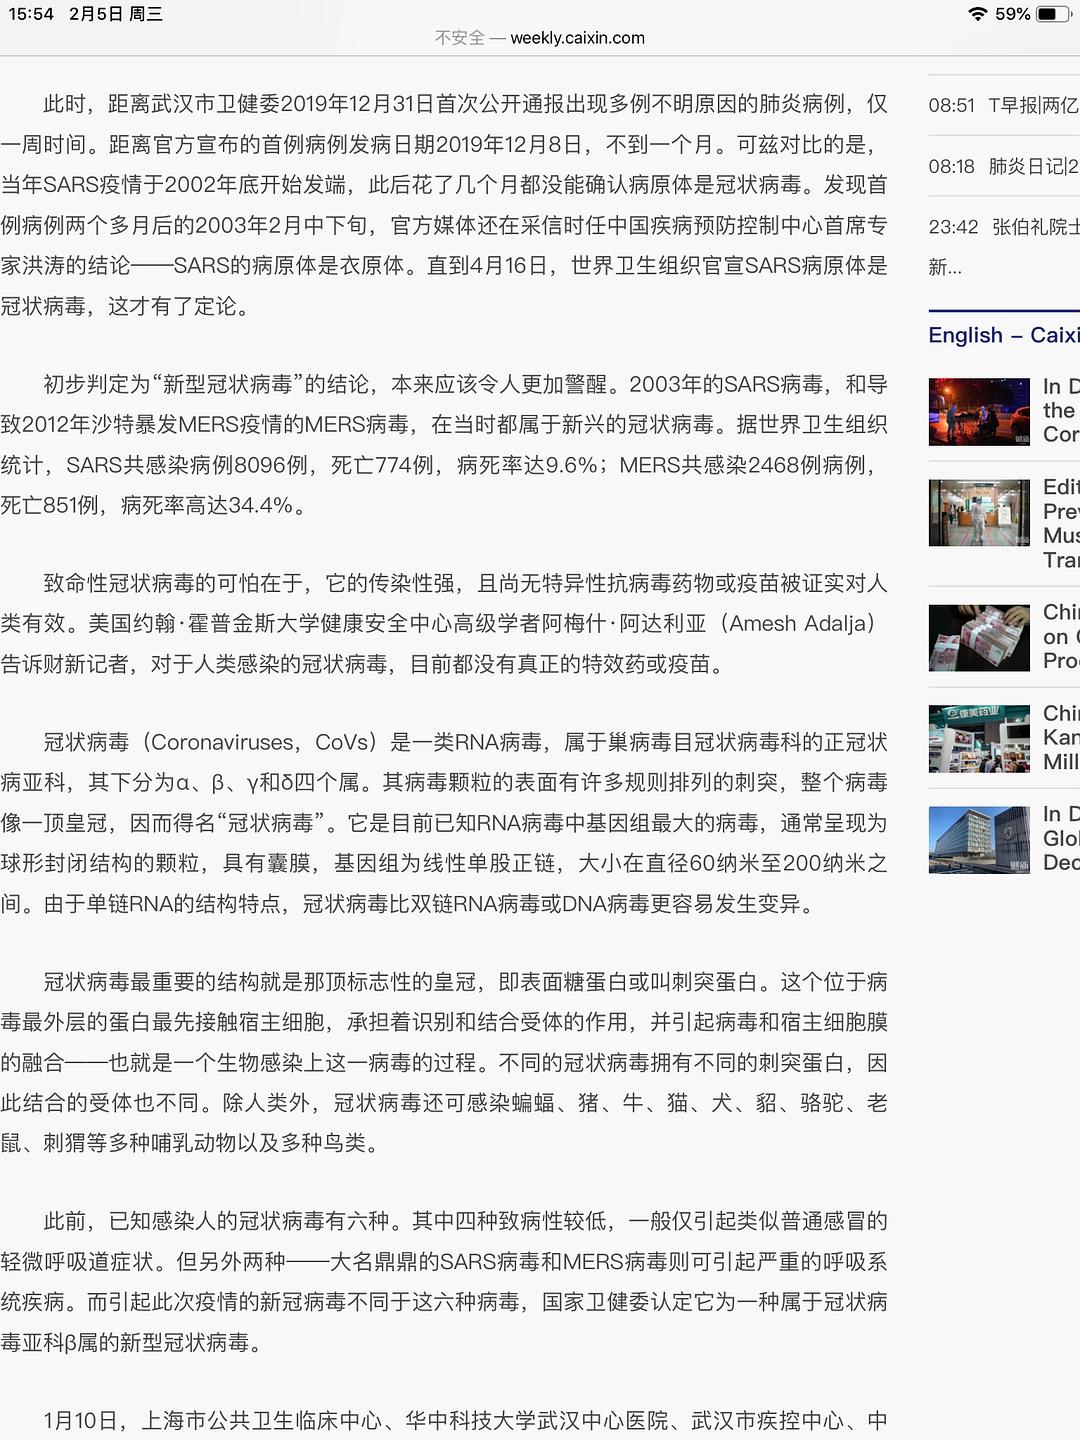 15:54 2月5日 周三
59%
不安全 — weekly.caixin.com
此时，距离武汉市卫健委2019年12月31日首次公开通报出现多例不明原因的肺炎病例，仅
一周时间。距离官方宣布的首例病例发病日期2019年12月8日，不到一个月。可兹对比的是，
当年SARS疫情于2002年底开始发端，此后花了几个月都没能确认病原体是冠状病毒。发现首
例病例两个多月后的2003年2月中下旬，官方媒体还在采信时任中国疾病预防控制中心首席专
家洪涛的结论——SARS的病原体是衣原体。直到4月16日，世界卫生组织官宣SARS病原体是
冠状病毒，这才有了定论。
初步判定为“新型冠状病毒”的结论，本来应该令人更加警醒。2003年的SARS病毒，和导
致2012年沙特暴发MERS疫情的MERS病毒，在当时都属于新兴的冠状病毒。据世界卫生组织
统计，SARS共感染病例8096例，死亡774例，病死率达9.6%；MERS共感染2468例病例，
死亡851例，病死率高达34.4%。
致命性冠状病毒的可怕在于，它的传染性强，且尚无特异性抗病毒药物或疫苗被证实对人
类有效。美国约翰·霍普金斯大学健康安全中心高级学者阿梅什·阿达利亚（Amesh Adalja）
告诉财新记者，对于人类感染的冠状病毒，目前都没有真正的特效药或疫苗。
冠状病毒（Coronaviruses，CoVs）是一类RNA病毒，属于巢病毒目冠状病毒科的正冠状
病亚科，其下分为α、β、γ和δ四个属。其病毒颗粒的表面有许多规则排列的刺突，整个病毒
像一顶皇冠，因而得名“冠状病毒”。它是目前已知RNA病毒中基因组最大的病毒，通常呈现为
球形封闭结构的颗粒，具有囊膜，基因组为线性单股正链，大小在直径60纳米至200纳米之
间。由于单链RNA的结构特点，冠状病毒比双链RNA病毒或DNA病毒更容易发生变异。
冠状病毒最重要的结构就是那顶标志性的皇冠，即表面糖蛋白或叫刺突蛋白。这个位于病
毒最外层的蛋白最先接触宿主细胞，承担着识别和结合受体的作用，并引起病毒和宿主细胞膜
的融合——也就是一个生物感染上这一病毒的过程。不同的冠状病毒拥有不同的刺突蛋白，因
此结合的受体也不同。除人类外，冠状病毒还可感染蝙蝠、猪、牛、猫、犬、貂、骆驼、老
鼠、刺猬等多种哺乳动物以及多种鸟类。
此前，已知感染人的冠状病毒有六种。其中四种致病性较低，一般仅引起类似普通感冒的
轻微呼吸道症状。但另外两种——大名鼎鼎的SARS病毒和MERS病毒则可引起严重的呼吸系
统疾病。而引起此次疫情的新冠病毒不同于这六种病毒，国家卫健委认定它为一种属于冠状病
毒亚科β属的新型冠状病毒。
1月10日，上海市公共卫生临床中心、华中科技大学武汉中心医院、武汉市疾控中心、中
08:51 T早报|两亿
08:18 肺炎日记|2
23:42 张伯礼院士
新...
English – Caixi
In D
the
Cor
Edit
Prev
Mus
Tran
Chin
on C
Pro
Chin
Kan
Mill
康美药业
In D
Glo
Dec